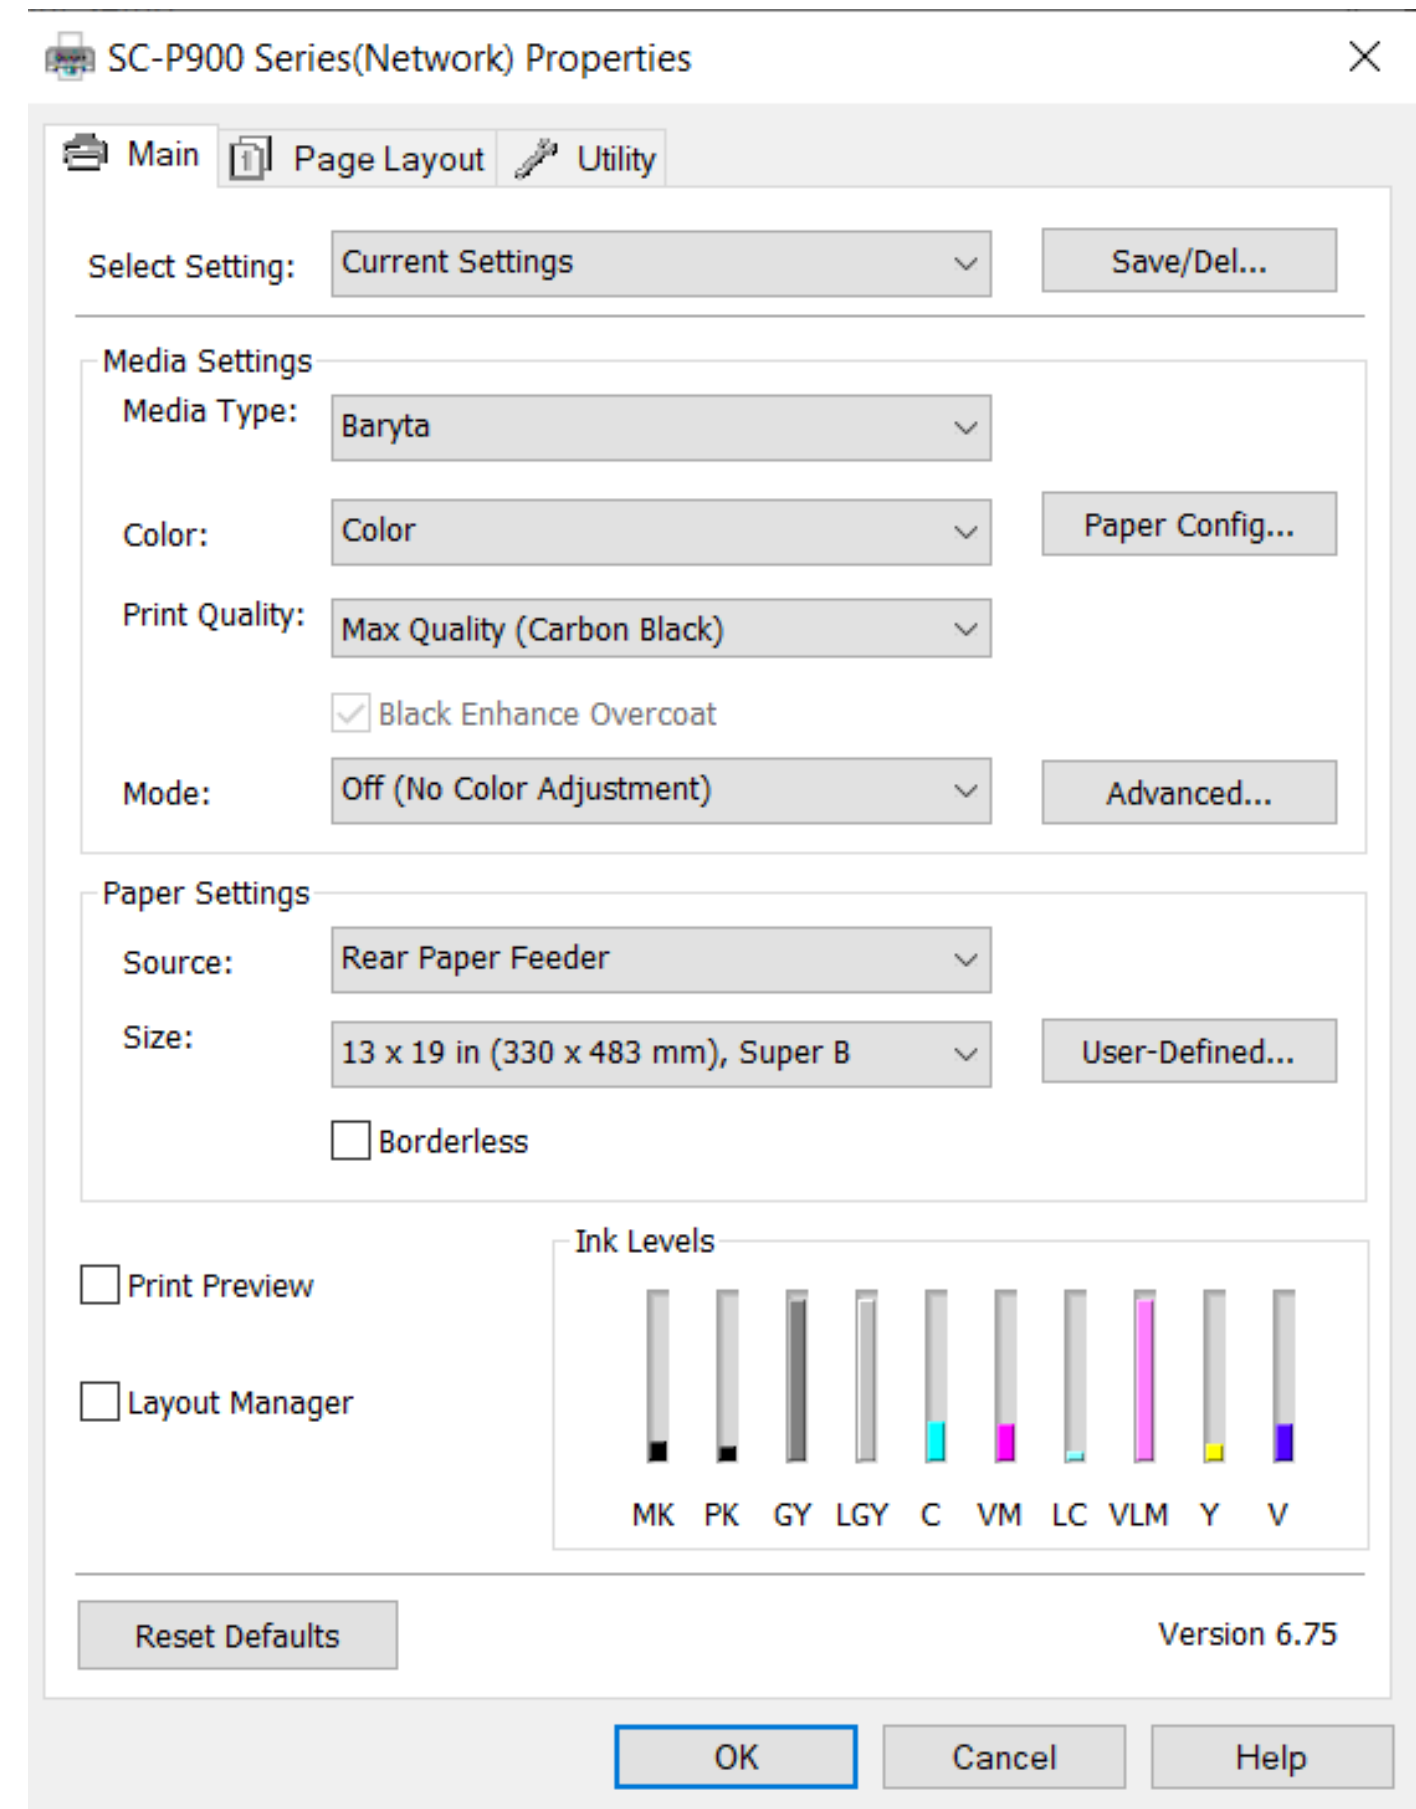 SC-P900 Series(Network) Properties
Main
Page Layout
Utility
Select Setting:
Current Settings
Save/Del...
Media Settings
Media Type:
Baryta
Color:
Color
Paper Config...
Print Quality:
Max Quality (Carbon Black)
Black Enhance Overcoat
Mode:
Off (No Color Adjustment)
Advanced...
Paper Settings
Source:
Rear Paper Feeder
Size:
13 x 19 in (330 x 483 mm), Super B
User-Defined...
Borderless
Print Preview
Layout Manager
Ink Levels
MK PK GY LGY C VM LC VLM Y V
Reset Defaults
Version 6.75
OK
Cancel
Help